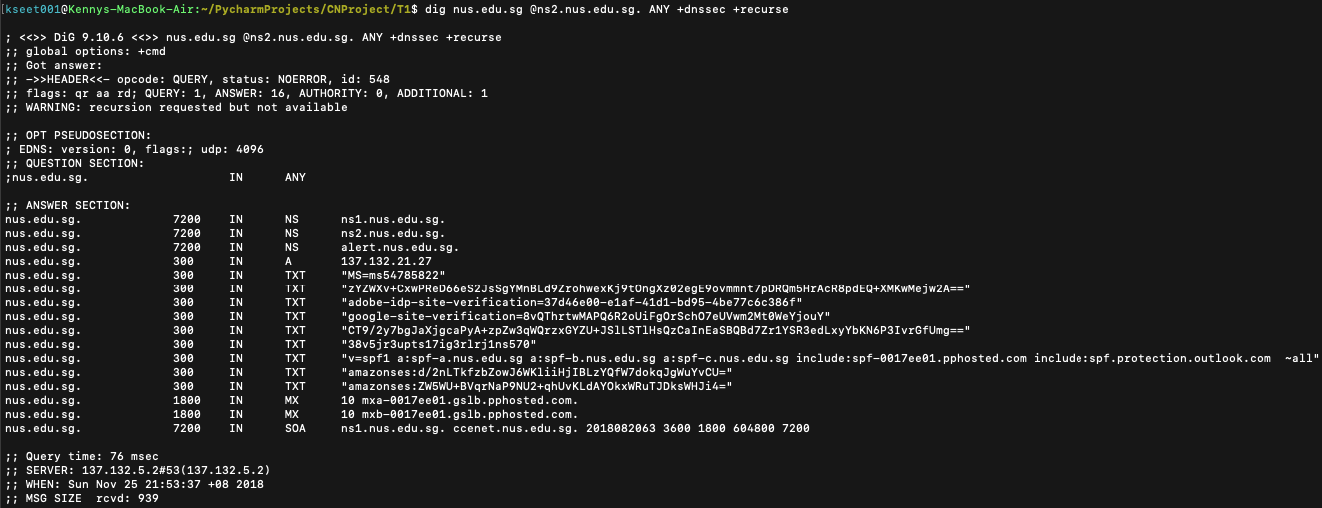 [kseet001@Kennys-MacBook-Air:~/PycharmProjects/CNProject/T1$ dig nus.edu.sg @ns2.nus.edu.sg. ANY +dnssec +recurse
; <<>> DiG 9.10.6 <<>> nus.edu.sg @ns2.nus.edu.sg. ANY +dnssec +recurse
;; global options: +cmd
;; Got answer:
;; ->>HEADER<<- opcode: QUERY, status: NOERROR, id: 548
;; flags: qr aa rd; QUERY: 1, ANSWER: 16, AUTHORITY: 0, ADDITIONAL: 1
;; WARNING: recursion requested but not available
;; OPT PSEUDOSECTION:
; EDNS: version: 0, flags:; udp: 4096
;; QUESTION SECTION:
;nus.edu.sg. IN ANY
;; ANSWER SECTION:
nus.edu.sg. 7200 IN NS ns1.nus.edu.sg.
nus.edu.sg. 7200 IN NS ns2.nus.edu.sg.
nus.edu.sg. 7200 IN NS alert.nus.edu.sg.
nus.edu.sg. 300 IN A 137.132.21.27
nus.edu.sg. 300 IN TXT "MS=ms54785822"
nus.edu.sg. 300 IN TXT "zYZWXv+CxwPReD66eS2JsSgYMnBLd9ZrohwexKj9tOngXz02egE9ovmmnt7pDRQm5HrAcR8pdEQ+XMKwMejw2A=="
nus.edu.sg. 300 IN TXT "adobe-idp-site-verification=37d46e00-e1af-41d1-bd95-4be77c6c386f"
nus.edu.sg. 300 IN TXT "google-site-verification=8vQThrtwMAPQ6R2oUiFgOrSchO7eUVwm2Mt0WeYjouY"
nus.edu.sg. 300 IN TXT "CT9/2y7bgJaXjgcaPyA+zpZw3qWQrzxGYZU+JSlLSTlHsQzCaInEaSBQBd7Zr1YSR3edLxyYbKN6P3IvrGfUmg=="
nus.edu.sg. 300 IN TXT "38v5jr3upts17ig3rlrj1ns570"
nus.edu.sg. 300 IN TXT "v=spf1 a:spf-a.nus.edu.sg a:spf-b.nus.edu.sg a:spf-c.nus.edu.sg include:spf-0017ee01.pphosted.com include:spf.protection.outlook.com ~all"
nus.edu.sg. 300 IN TXT "amazonses:d/2nLTkfzbZowJ6WKliiHjIBLzYQfW7dokqJgWuYvCU="
nus.edu.sg. 300 IN TXT "amazonses:ZW5WU+BVqrNaP9NU2+qhUvKLdAYOkxWRuTJDksWHJi4="
nus.edu.sg. 1800 IN MX 10 mxa-0017ee01.gslb.pphosted.com.
nus.edu.sg. 1800 IN MX 10 mxb-0017ee01.gslb.pphosted.com.
nus.edu.sg. 7200 IN SOA ns1.nus.edu.sg. ccenet.nus.edu.sg. 2018082063 3600 1800 604800 7200
;; Query time: 76 msec
;; SERVER: 137.132.5.2#53(137.132.5.2)
;; WHEN: Sun Nov 25 21:53:37 +08 2018
;; MSG SIZE rcvd: 939